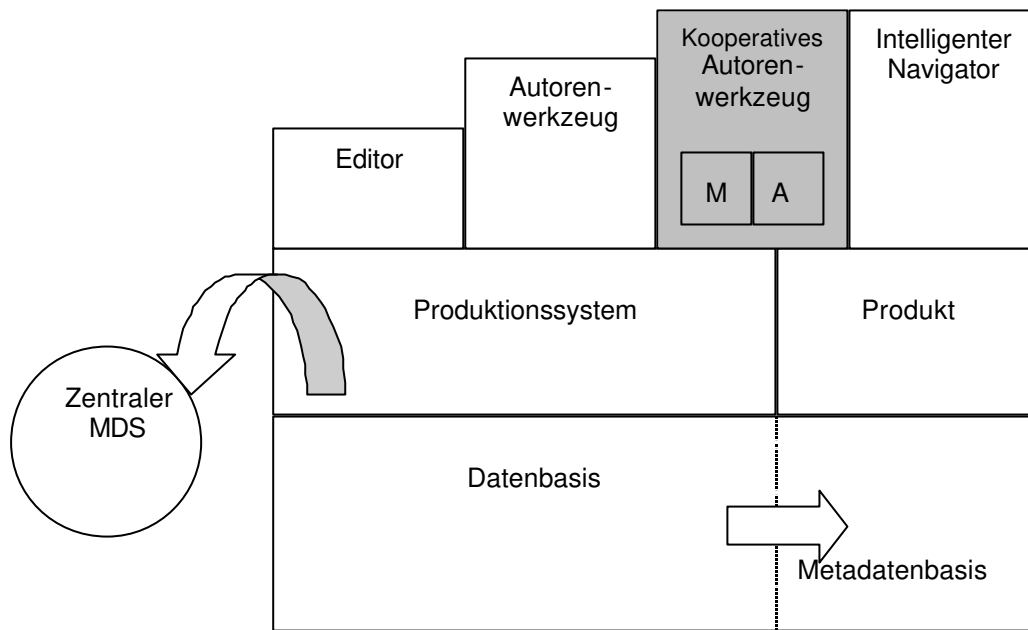 Kooperatives
Autoren-
werkzeug
Intelligenter
Navigator
Autoren-
werkzeug
Editor
M
A
Produktionssystem
Produkt
Zentraler
MDS
Datenbasis
Metadatenbasis